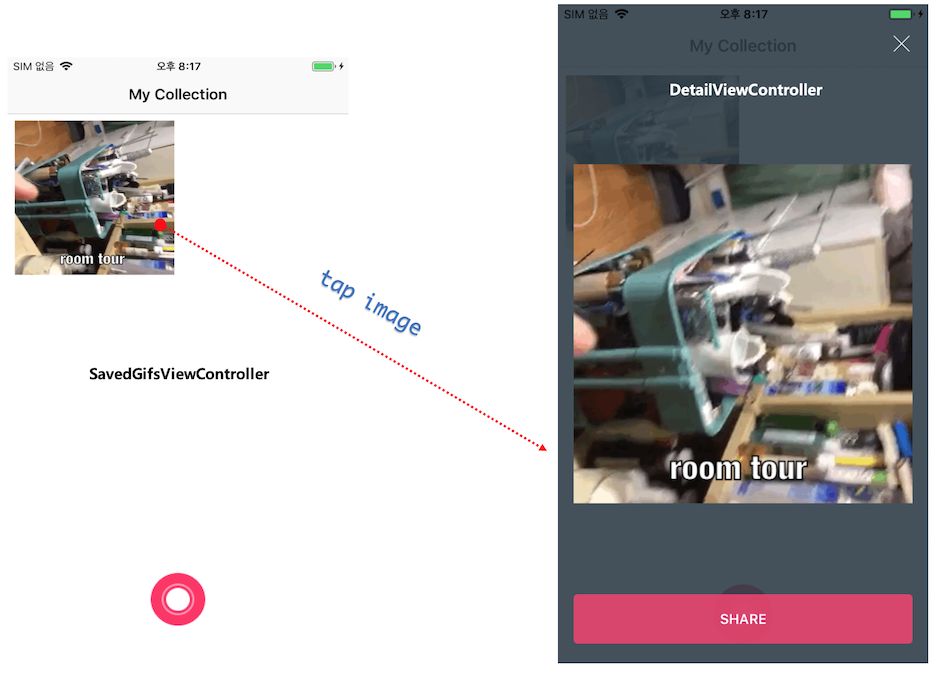 SIM 없음 오후 8:17
My Collection
room tour
SavedGifsViewController
tap image
SIM 없음 오후 8:17
My Collection
DetailViewController
room tour
SHARE